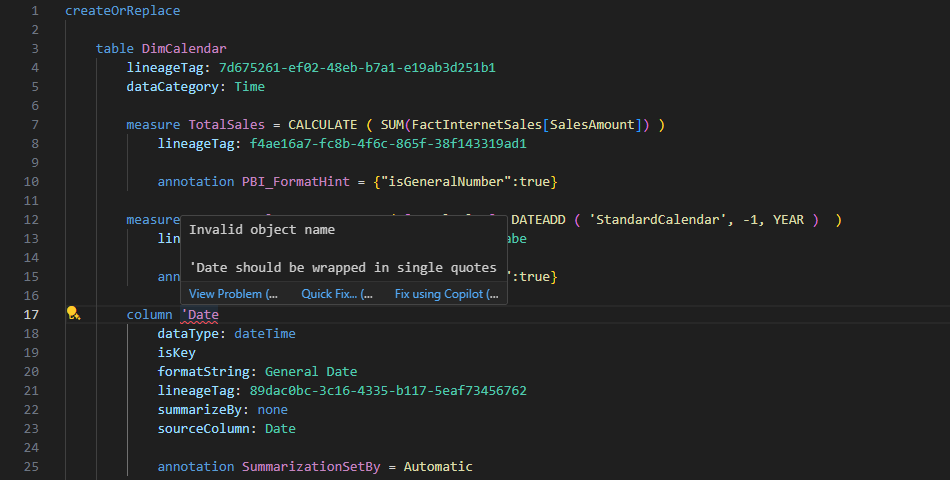 1 createOrReplace
2
3 table DimCalendar
4 lineageTag: 7d675261-ef02-48eb-b7a1-e19ab3d251b1
5 dataCategory: Time
6
7 measure TotalSales = CALCULATE ( SUM(FactInternetSales[SalesAmount]) )
8 lineageTag: f4ae16a7-fc8b-4f6c-865f-38f143319ad1
9
10 annotation PBI_FormatHint = {"isGeneralNumber":true}
11
12 measure DATEADD ( 'StandardCalendar', -1, YEAR ) )
Invalid object name
13 lin abe
14
'Date should be wrapped in single quotes
15 ann ":true}
View Problem (... Quick Fix... (... Fix using Copilot (...
16
17 column 'Date
18 dataType: dateTime
19 isKey
20 formatString: General Date
21 lineageTag: 89dac0bc-3c16-4335-b117-5eaf73456762
22 summarizeBy: none
23 sourceColumn: Date
24
25 annotation SummarizationSetBy = Automatic